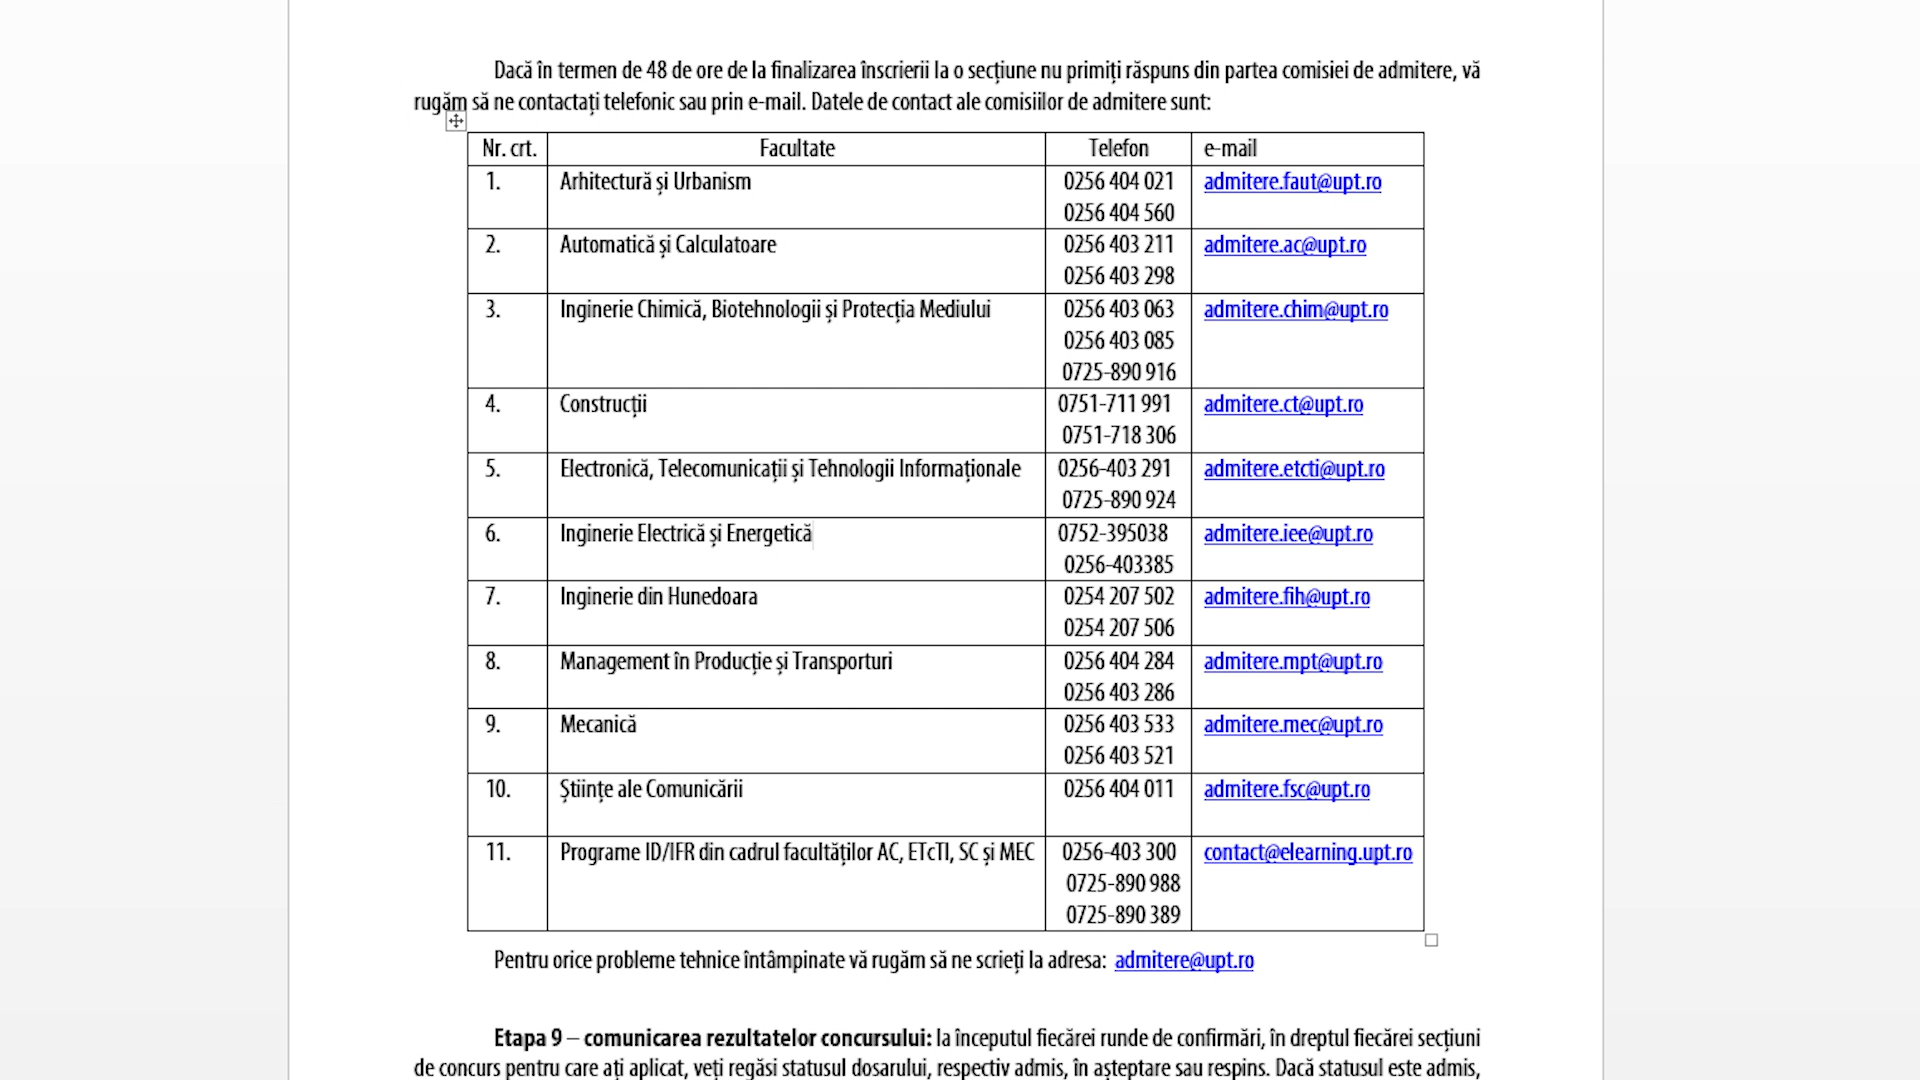 Dacă în termen de 48 de ore de la finalizarea înscrierii la o secțiune nu primiți răspuns din partea comisiei de admitere, vă
rugăm să ne contactați telefonic sau prin e-mail. Datele de contact ale comisiilor de admitere sunt:
Nr. crt. Facultate Telefon e-mail
1. Arhitectură și Urbanism 0256 404 021 admitere.faut@upt.ro
0256 404 560
2. Automatică și Calculatoare 0256 403 211 admitere.ac@upt.ro
0256 403 298
3. Inginerie Chimică, Biotehnologii și Protecția Mediului 0256 403 063 admitere.chim@upt.ro
0256 403 085
0725-890 916
4. Construcții 0751-711 991 admitere.ct@upt.ro
0751-718 306
5. Electronică, Telecomunicații și Tehnologii Informaționale 0256-403 291 admitere.etcti@upt.ro
0725-890 924
6. Inginerie Electrică și Energetică 0752-395038 admitere.iee@upt.ro
0256-403385
7. Inginerie din Hunedoara 0254 207 502 admitere.fih@upt.ro
0254 207 506
8. Management în Producție și Transporturi 0256 404 284 admitere.mpt@upt.ro
0256 403 286
9. Mecanică 0256 403 533 admitere.mec@upt.ro
0256 403 521
10. Științe ale Comunicării 0256 404 011 admitere.fsc@upt.ro
11. Programe ID/IFR din cadrul facultăților AC, ETcTI, SC și MEC 0256-403 300 contact@elearning.upt.ro
0725-890 988
0725-890 389
Pentru orice probleme tehnice întâmpinate vă rugăm să ne scrieți la adresa: admitere@upt.ro
Etapa 9 – comunicarea rezultatelor concursului: la începutul fiecărei runde de confirmări, în dreptul fiecărei secțiuni
de concurs pentru care ați aplicat, veți regăsi statusul dosarului, respectiv admis, în așteptare sau respins. Dacă statusul este admis,